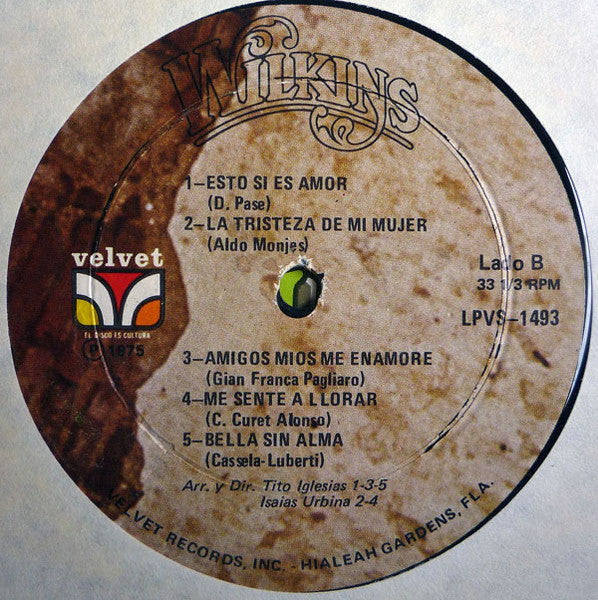 WILKINS
1–ESTO SI ES AMOR
(D. Pase)
2–LA TRISTEZA DE MI MUJER
(Aldo Monjes)
velvet
EL DISCO ES CULTURA
℗ 1975
Lado B
33 1/3 RPM
LPVS–1493
3–AMIGOS MIOS ME ENAMORE
(Gian Franca Pagliaro)
4–ME SENTE A LLORAR
(C. Curet Alonso)
5–BELLA SIN ALMA
(Cassela-Luberti)
Arr. y Dir. Tito Iglesias 1-3-5
Isaias Urbina 2-4
VELVET RECORDS, INC. - HIALEAH GARDENS, FLA.